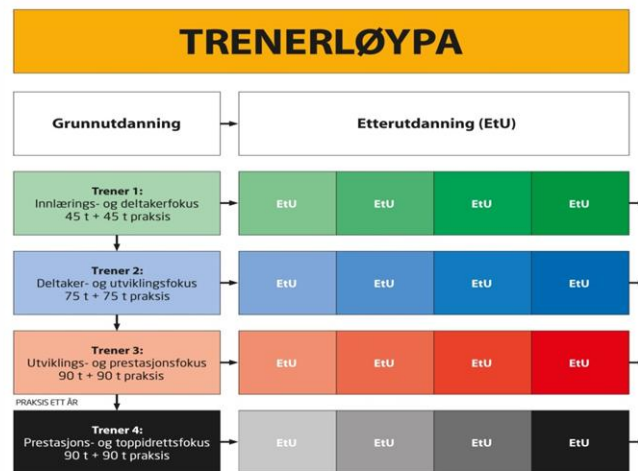 TRENERLØYPA
Grunnutdanning
Etterutdanning (EtU)
Trener 1:
Innlærings- og deltakerfokus
45 t + 45 t praksis
EtU
EtU
EtU
EtU
Trener 2:
Deltaker- og utviklingsfokus
75 t + 75 t praksis
EtU
EtU
EtU
EtU
Trener 3:
Utviklings- og prestasjonsfokus
90 t + 90 t praksis
EtU
EtU
EtU
EtU
PRAKSIS ETT ÅR
Trener 4:
Prestasjons- og toppidrettsfokus
90 t + 90 t praksis
EtU
EtU
EtU
EtU